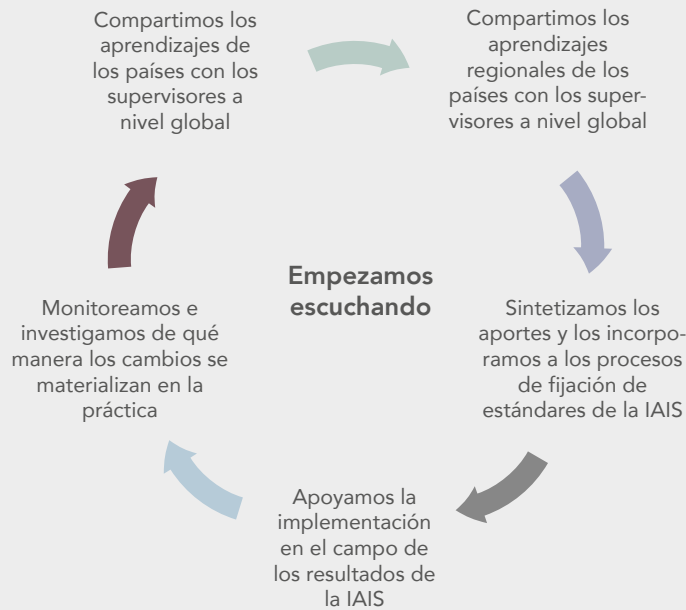 Compartimos los
aprendizajes de
los países con los
supervisores a
nivel global
Compartimos los
aprendizajes
regionales de los
países con los super-
visores a nivel global
Empezamos
escuchando
Monitoreamos e
investigamos de qué
manera los cambios se
materializan en la
práctica
Sintetizamos los
aportes y los incorpo-
ramos a los procesos
de fijación de
estándares de la IAIS
Apoyamos la
implementación
en el campo de
los resultados de
la IAIS